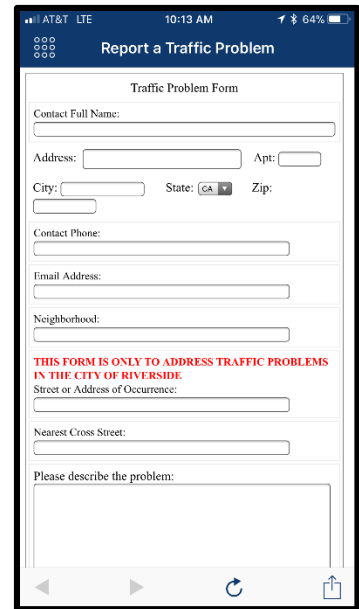 AT&T LTE 10:13 AM 64%
Report a Traffic Problem
Traffic Problem Form
Contact Full Name:
Address: Apt:
City: State: CA Zip:
Contact Phone:
Email Address:
Neighborhood:
THIS FORM IS ONLY TO ADDRESS TRAFFIC PROBLEMS
IN THE CITY OF RIVERSIDE
Street or Address of Occurrence:
Nearest Cross Street:
Please describe the problem: